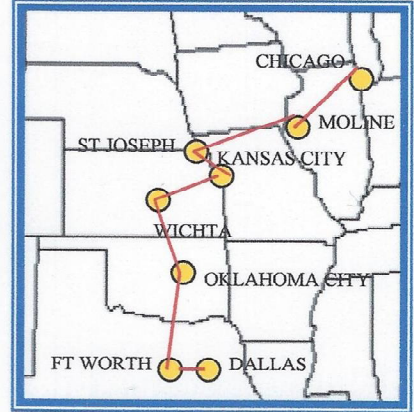 CHICAGO
MOLINE
ST JOSEPH
KANSAS CITY
WICHTA
OKLAHOMA CITY
FT WORTH
DALLAS